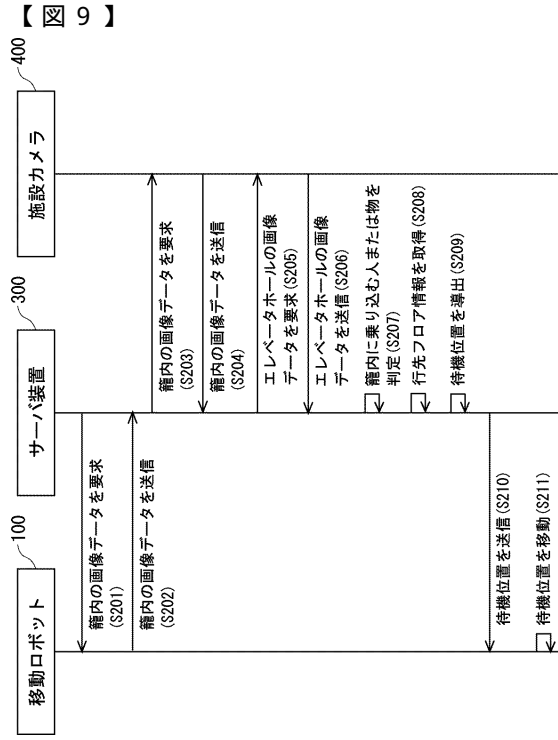 【図9】
100
移動ロボット
300
サーバ装置
400
施設カメラ
籠内の画像データを要求
(S201)
籠内の画像データを送信
(S202)
籠内の画像データを要求
(S203)
籠内の画像データを送信
(S204)
エレベータホールの画像
データを要求(S205)
エレベータホールの画像
データを送信(S206)
籠内に乗り込む人または物を
判定(S207)
行先フロア情報を取得(S208)
待機位置を導出(S209)
待機位置を送信(S210)
待機位置を移動(S211)